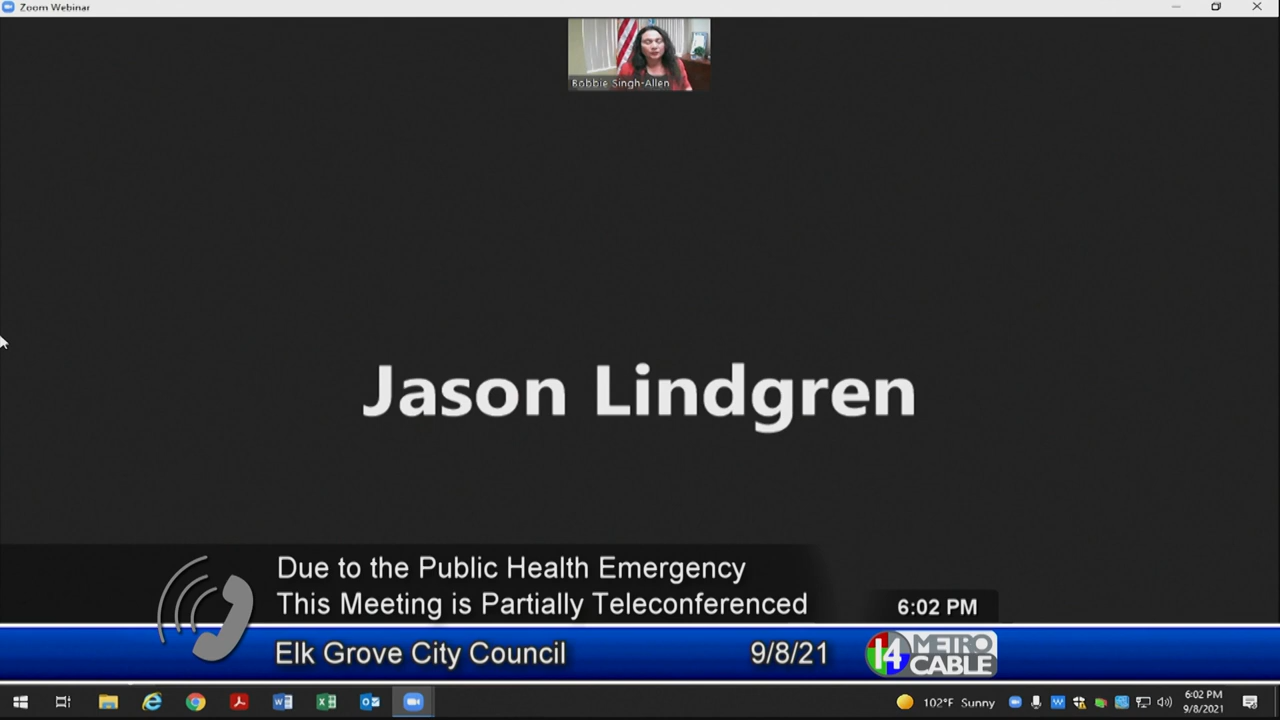 Zoom Webinar
Bobbie Singh-Allen
Jason Lindgren
Due to the Public Health Emergency
This Meeting is Partially Teleconferenced
6:02 PM
Elk Grove City Council
9/8/21
14 METRO
CABLE
102°F Sunny
6:02 PM
9/8/2021